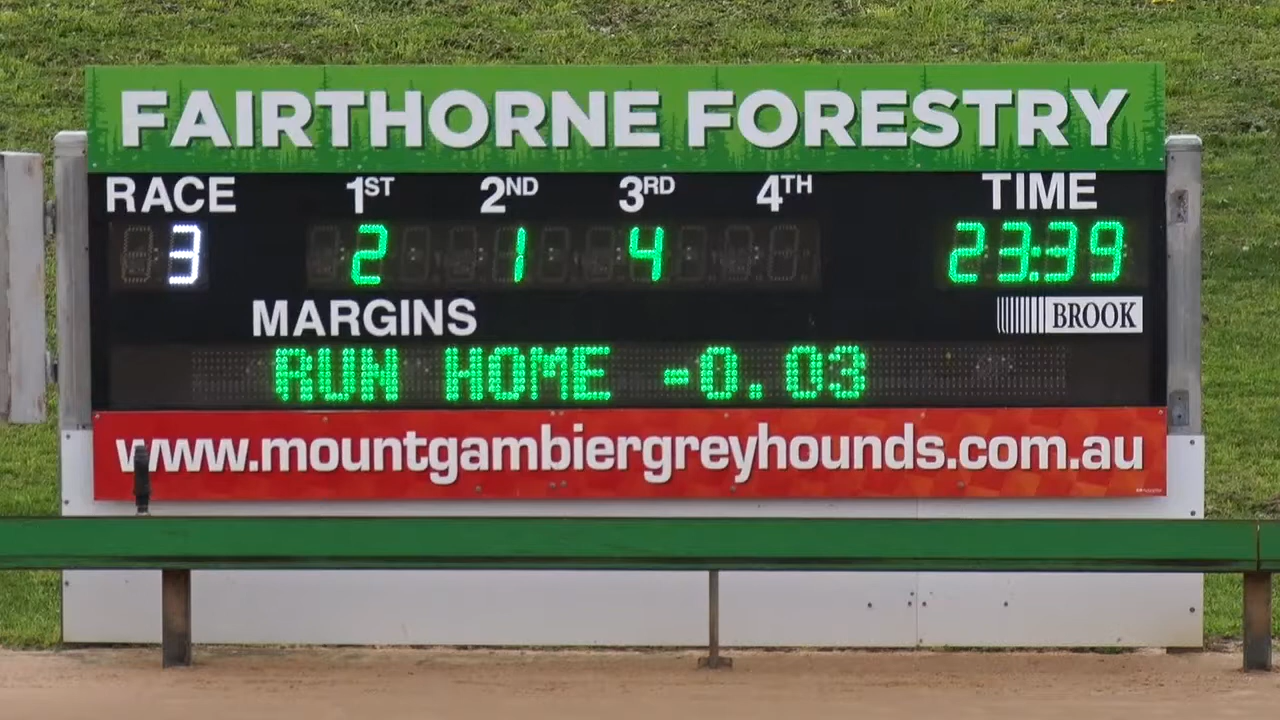 FAIRTHORNE FORESTRY
RACE 1ST 2ND 3RD 4TH TIME
3 2 1 4 23:39
MARGINS
BROOK
RUN HOME -0.03
www.mountgambiergreyhounds.com.au